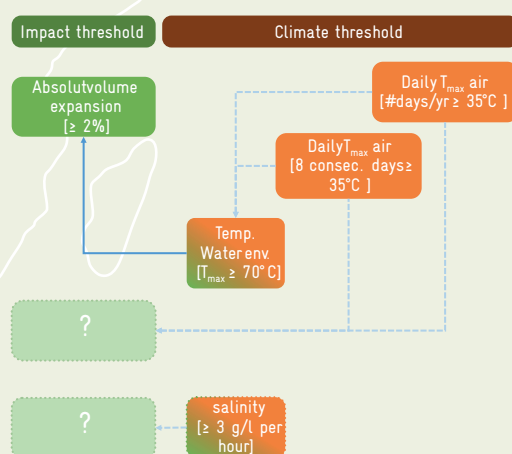 Impact threshold
Climate threshold
Absolutvolume
expansion
[≥ 2%]
Daily Tmax air
[#days/yr ≥ 35°C ]
DailyTmax air
[8 consec. days≥
35°C ]
Temp.
Water env.
[Tmax ≥ 70°C]
?
?
salinity
[≥ 3 g/l per
hour]